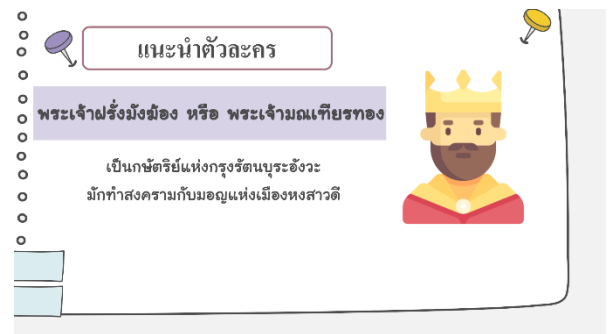 แนะนำตัวละคร
พระเจ้าฝรั่งมังฆ้อง หรือ พระเจ้ามณเฑียรทอง
เป็นกษัตริย์แห่งกรุงรัตนบุระอังวะ
มักทำสงครามกับมอญแห่งเมืองหงสาวดี